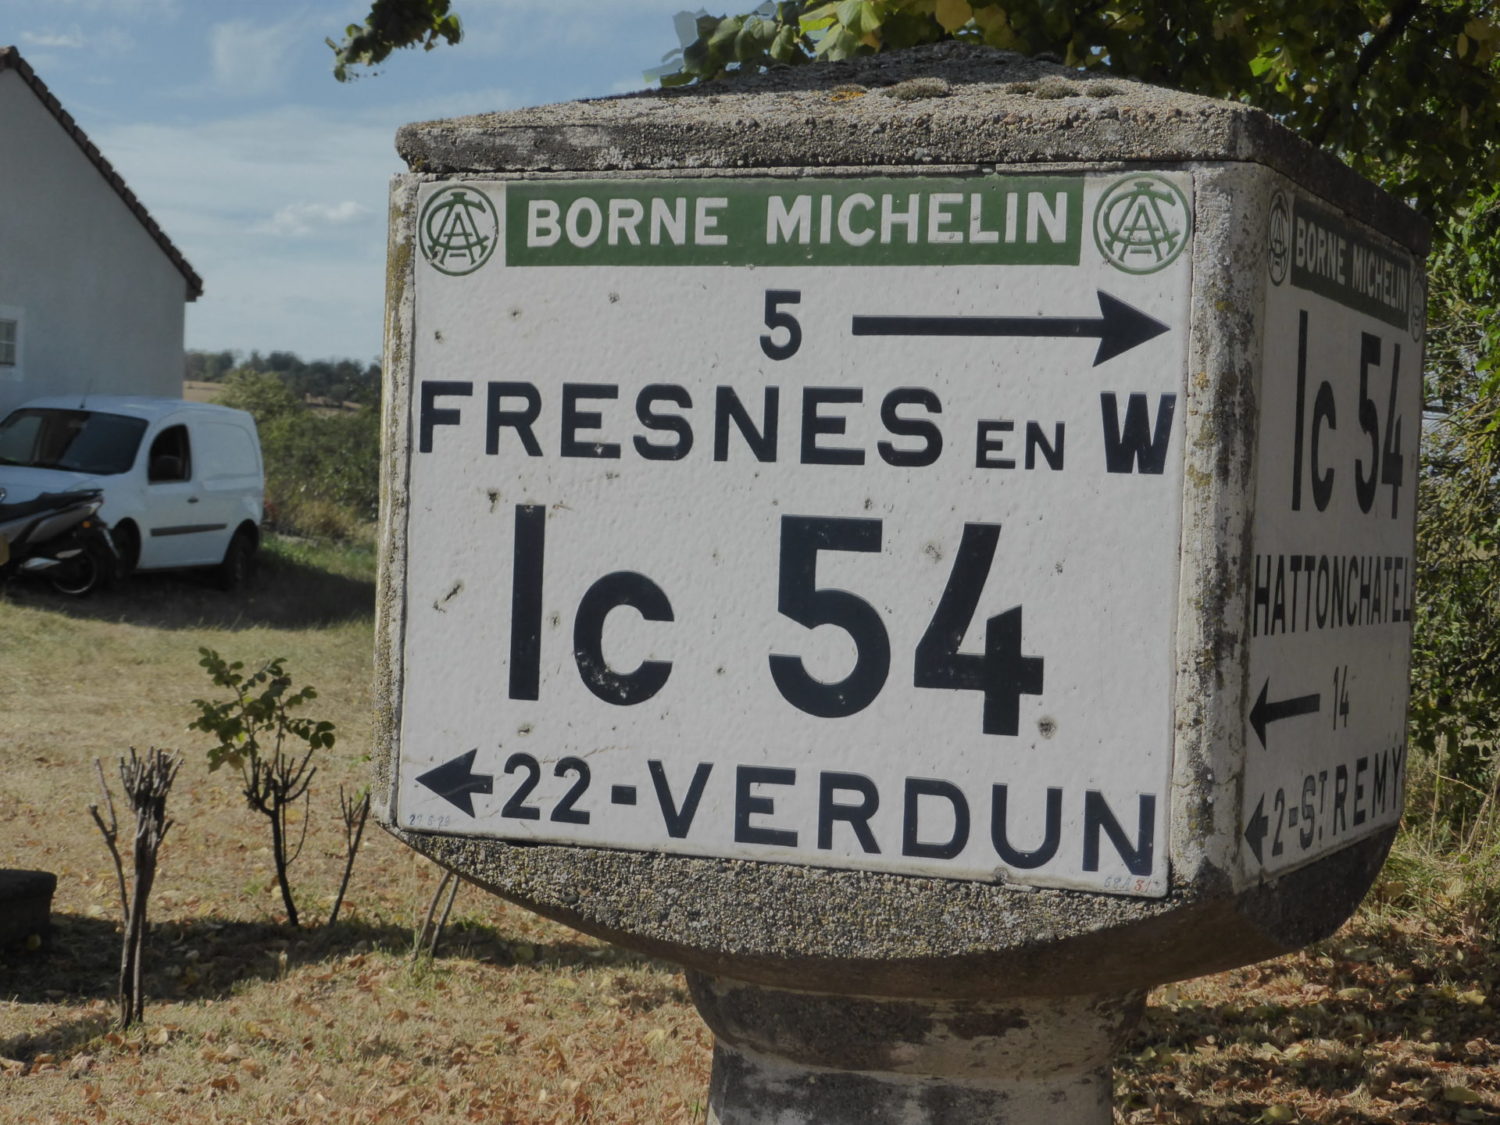 BORNE MICHELIN
5
FRESNES EN W
Ic 54
22-VERDUN
BORNE MICHELIN
Ic 54
HATTONCHATEL
14
2-ST REMY